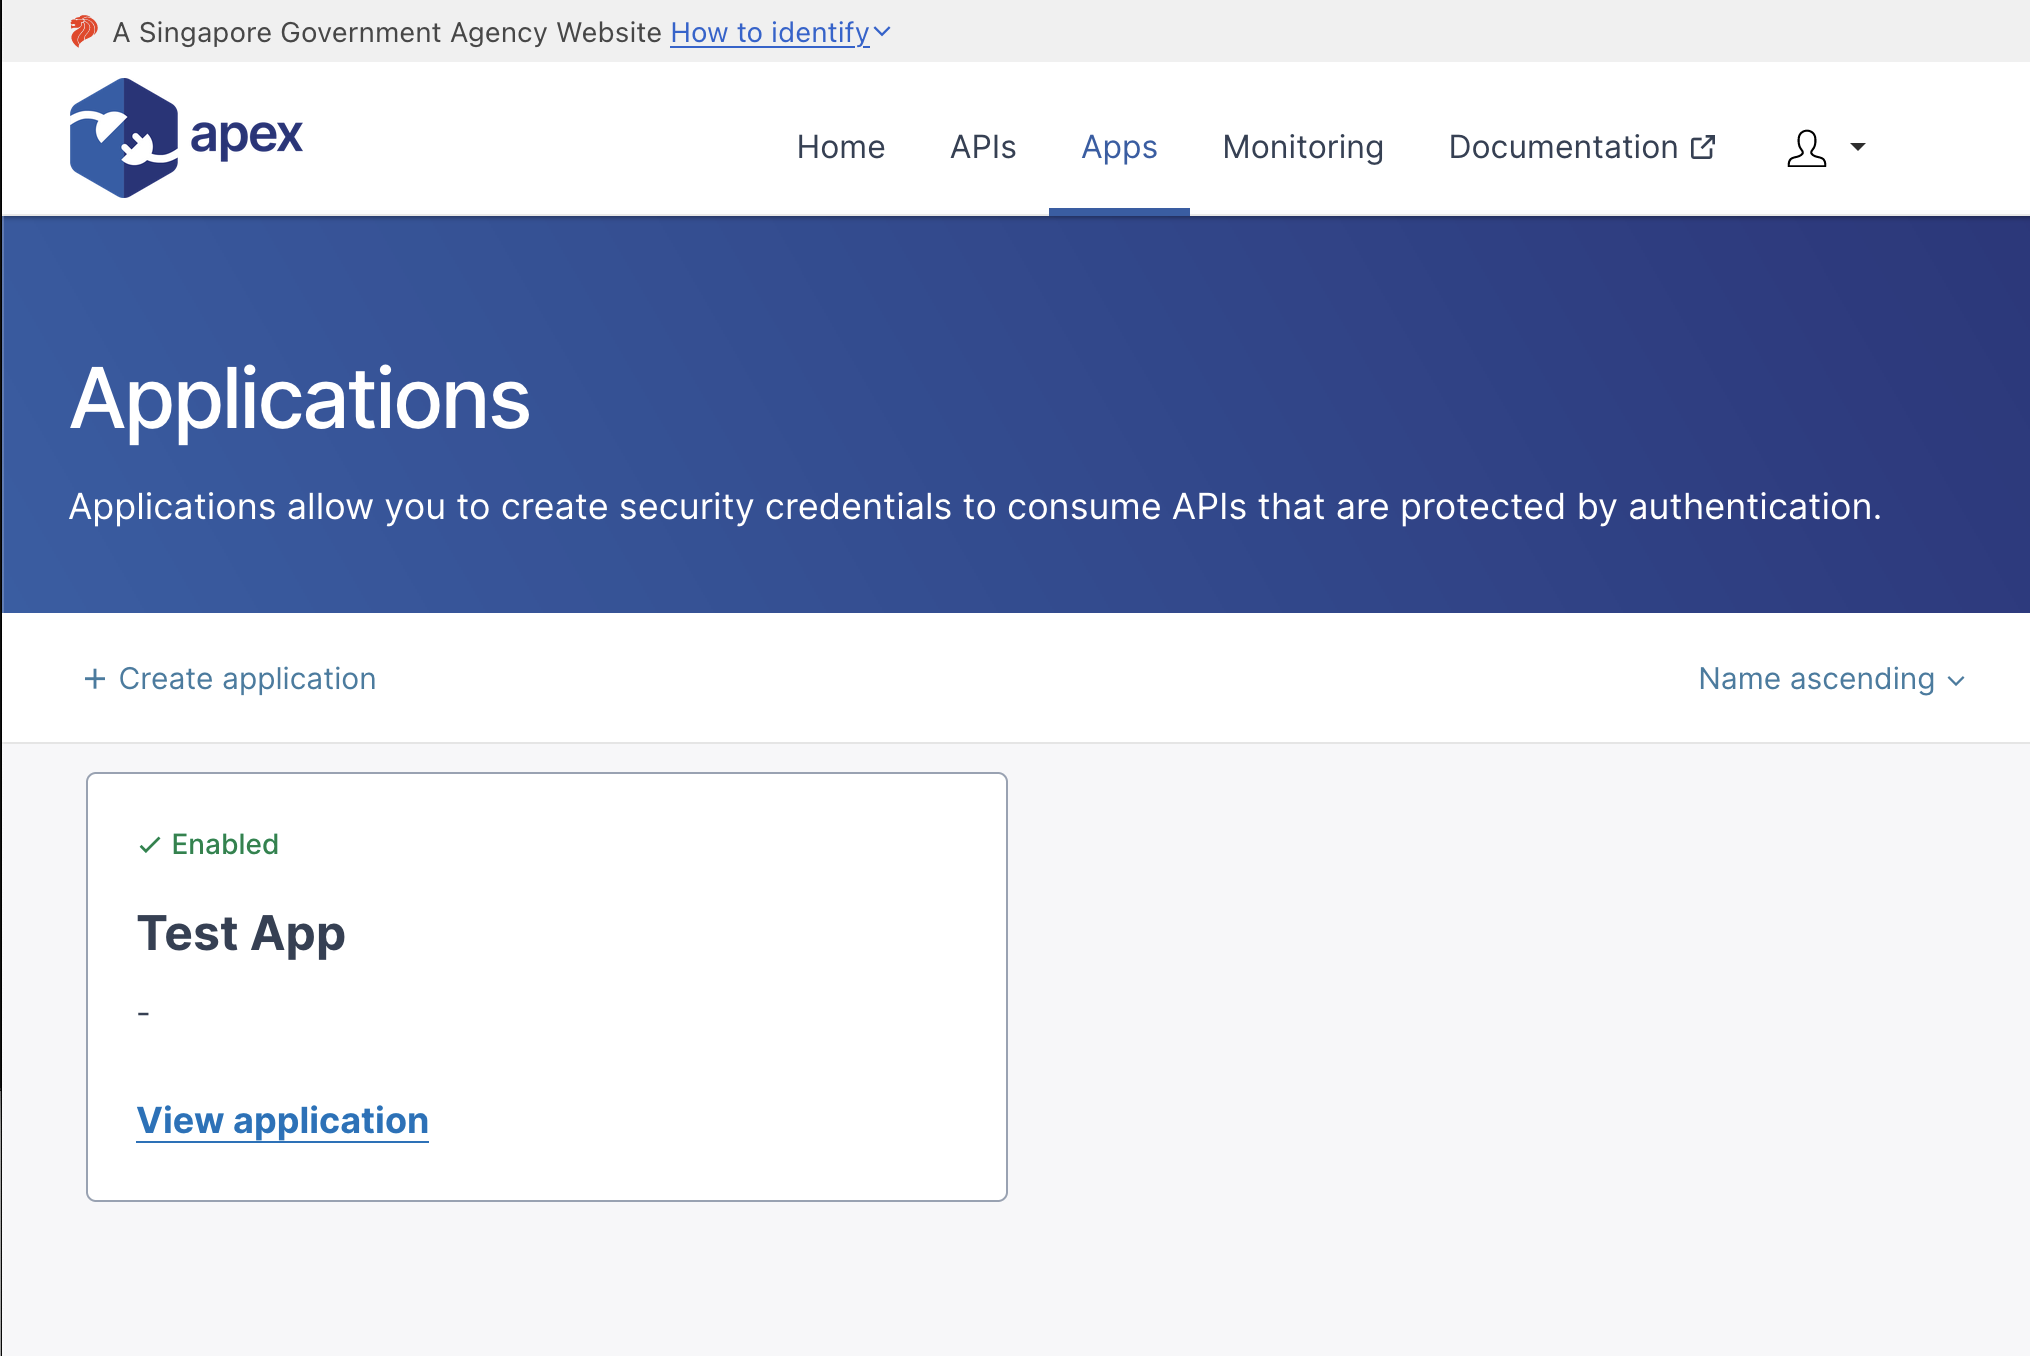 A Singapore Government Agency Website How to identify
apex
Home APIs Apps Monitoring Documentation
Applications
Applications allow you to create security credentials to consume APIs that are protected by authentication.
+ Create application
Name ascending
Enabled
Test App
-
View application